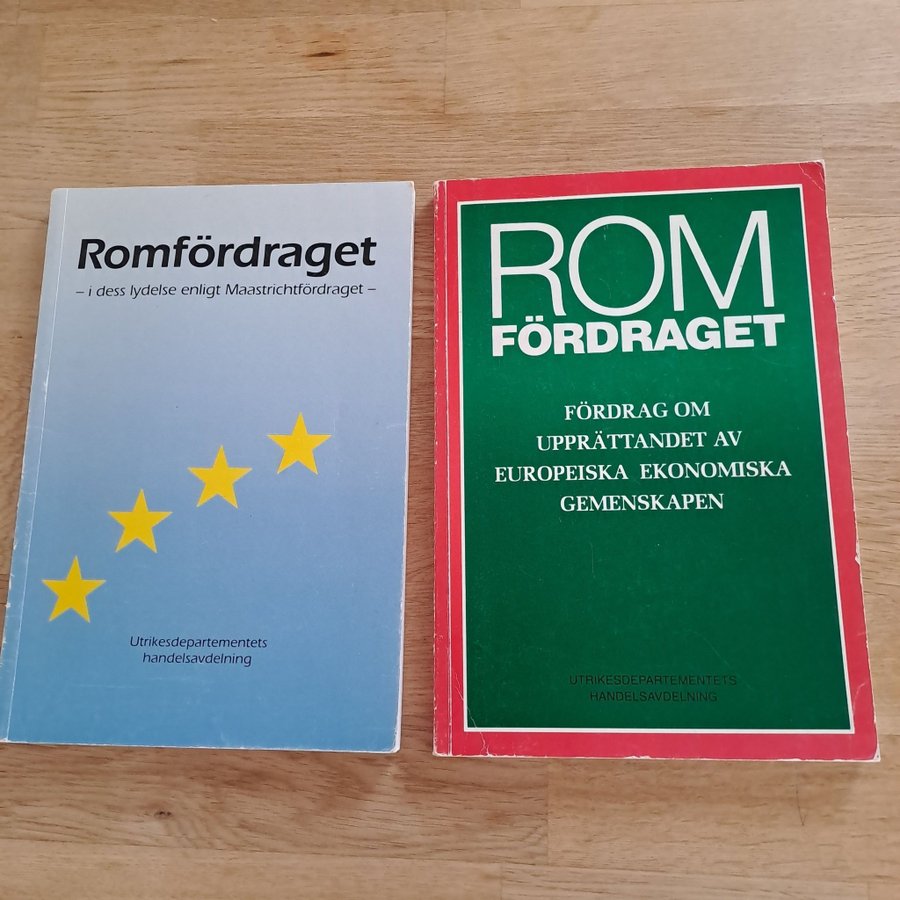 Romfördraget
– i dess lydelse enligt Maastrichtfördraget –
Utrikesdepartementets
handelsavdelning
ROM
FÖRDRAGET
FÖRDRAG OM
UPPRÄTTANDET AV
EUROPEISKA EKONOMISKA
GEMENSKAPEN
UTRIKESDEPARTEMENTETS
HANDELSAVDELNING